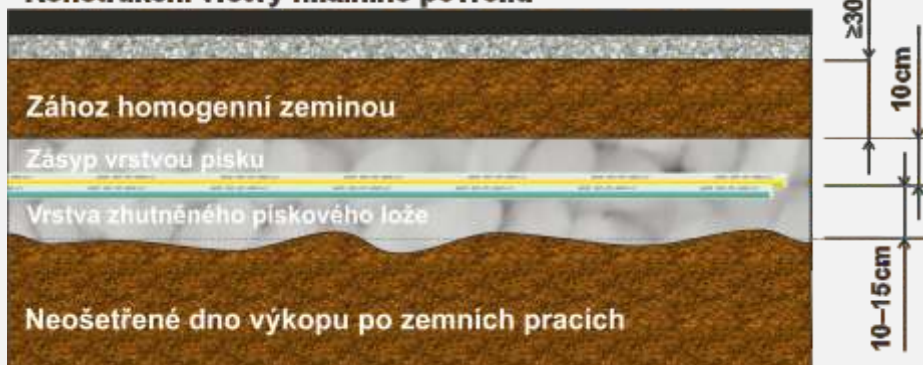 Konstrukční vrstvy finálního povrchu
≥30
10cm
Zához homogenní zeminou
Zásyp vrstvou písku
Vrstva zhutněného pískového lože
10–15cm
Neošetřené dno výkopu po zemních pracích